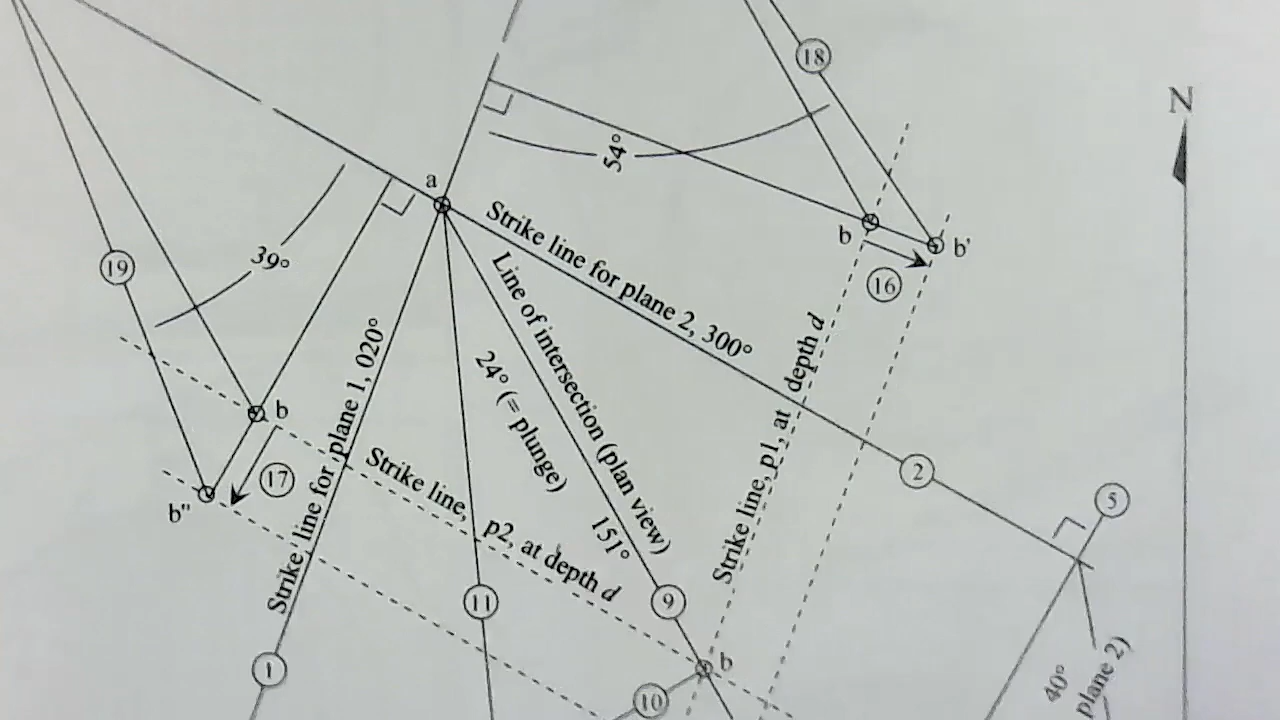 18
N
54°
a
Strike line for plane 2, 300°
b
b'
16
39°
19
Line of intersection (plan view)
24° (= plunge)
151°
Strike line for plane 1, 020°
b
17
b"
Strike line, p2, at depth d
Strike line, p1, at depth d
2
5
11
9
b
10
1
40°
plane 2)